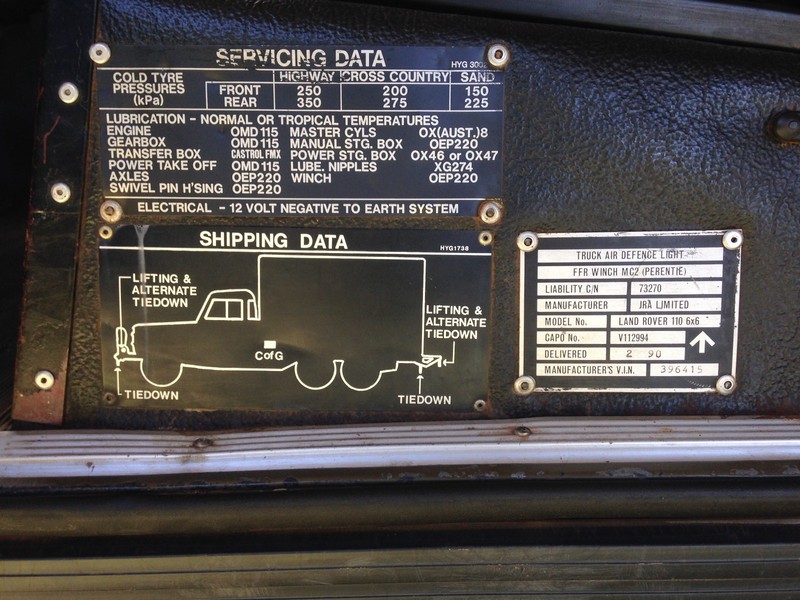 SERVICING DATA
HIGHWAY CROSS COUNTRY SAND
COLD TYRE PRESSURES (kPa)
FRONT 250 200 150
REAR 350 275 225
LUBRICATION - NORMAL OR TROPICAL TEMPERATURES
ENGINE OMD 115 MASTER CYLS OX(AUST.)8
GEARBOX OMD 115 MANUAL STG. BOX OEP220
TRANSFER BOX CASTROL FMX POWER STG. BOX OX46 or OX47
POWER TAKE OFF OMD 115 LUBE. NIPPLES XG274
AXLES OEP220 WINCH OEP220
SWIVEL PIN H'SING OEP220
ELECTRICAL - 12 VOLT NEGATIVE TO EARTH SYSTEM
SHIPPING DATA
HYG1738
LIFTING &
ALTERNATE
TIEDOWN
LIFTING &
ALTERNATE
TIEDOWN
CofG
TIEDOWN
TIEDOWN
TRUCK AIR DEFENCE LIGHT
FFR WINCH MC2 (PERENTIE)
LIABILITY C/N 73270
MANUFACTURER JRA LIMITED
MODEL No. LAND ROVER 110 6x6
CAPO No. V112994
DELIVERED 2 90
MANUFACTURER'S V.I.N. 396415